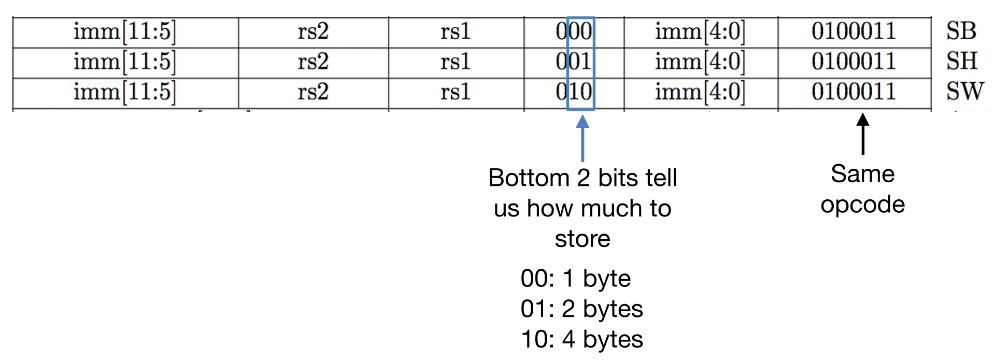 imm[11:5] rs2 rs1 000 imm[4:0] 0100011 SB
imm[11:5] rs2 rs1 001 imm[4:0] 0100011 SH
imm[11:5] rs2 rs1 010 imm[4:0] 0100011 SW
Bottom 2 bits tell
us how much to
store
00: 1 byte
01: 2 bytes
10: 4 bytes
Same
opcode